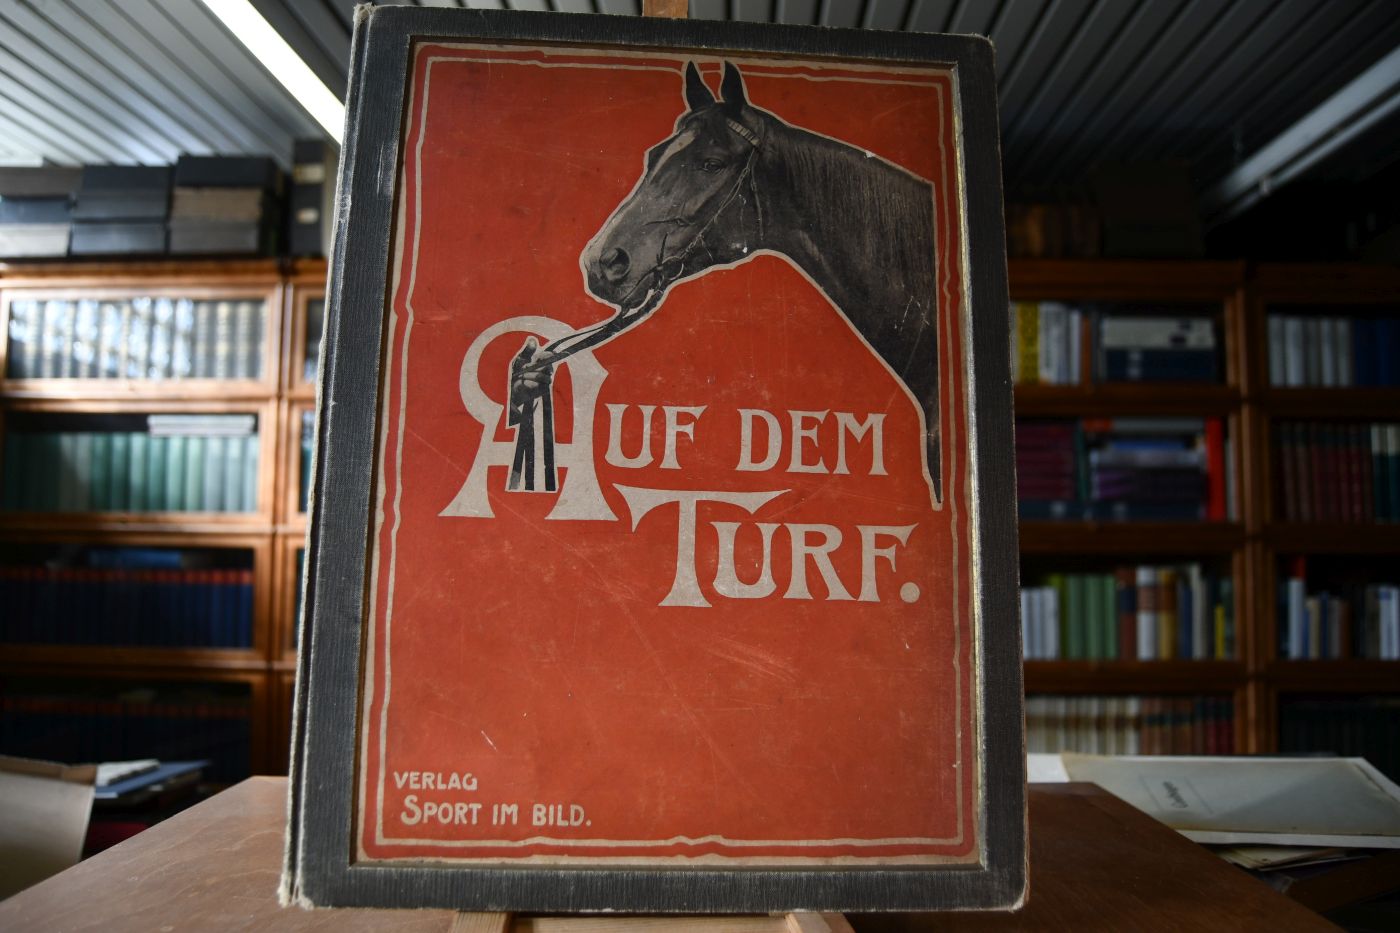 AUF DEM
TURF.
VERLAG
SPORT IM BILD.